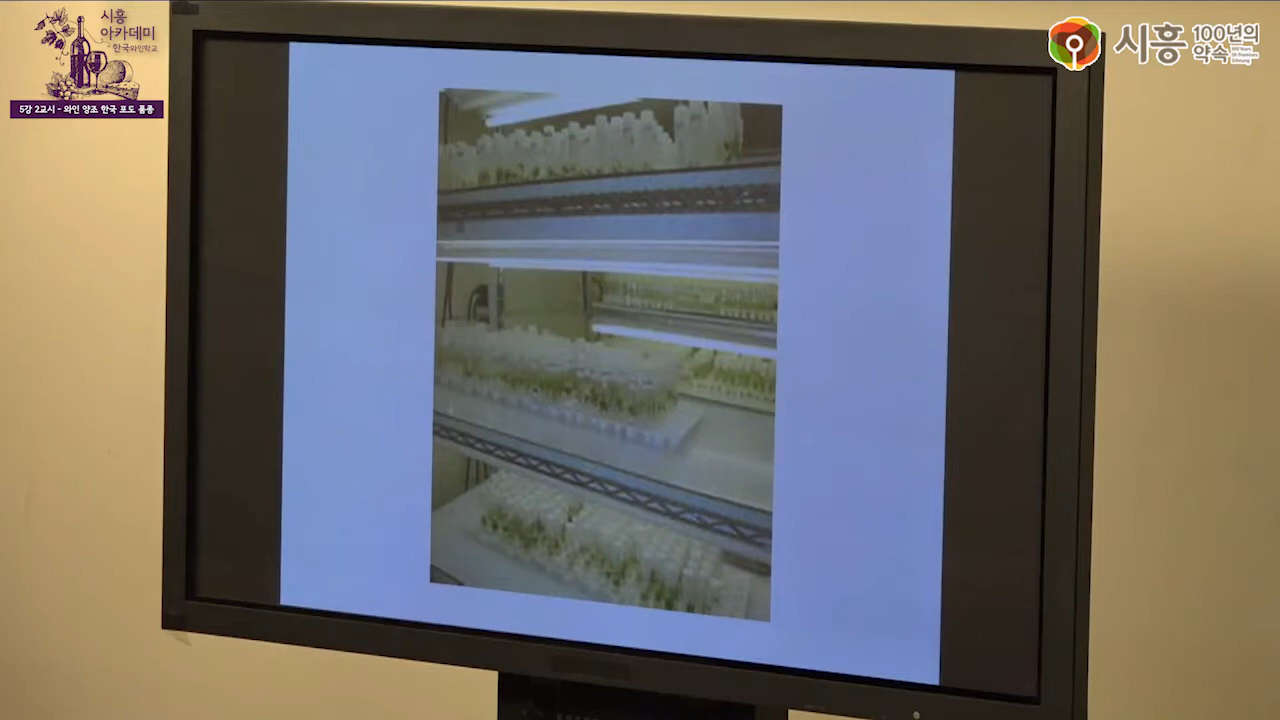 시흥
아카데미
한국와인학교
5강 2교시 - 와인 양조 한국 포도 품종
시흥 100년의
약속